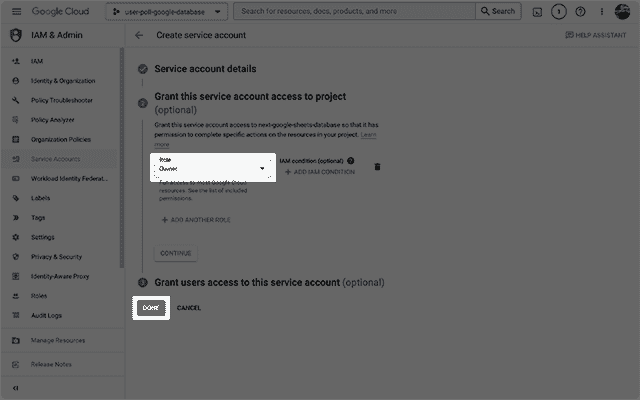 Google Cloud
user-poll-google-database
Search for resources, docs, products, and more
Search
1
IAM & Admin
Create service account
HELP ASSISTANT
IAM
Identity & Organization
Policy Troubleshooter
Policy Analyzer
Organization Policies
Service Accounts
Workload Identity Federat...
Labels
Tags
Settings
Privacy & Security
Identity-Aware Proxy
Roles
Audit Logs
Manage Resources
Release Notes
Service account details
2
Grant this service account access to project
(optional)
Grant this service account access to next-google-sheets-database so that it has
permission to complete specific actions on the resources in your project. Learn
more
Role
Owner
IAM condition (optional)
+ ADD IAM CONDITION
Full access to most Google Cloud
resources. See the list of included
permissions.
+ ADD ANOTHER ROLE
CONTINUE
3
Grant users access to this service account (optional)
DONE
CANCEL